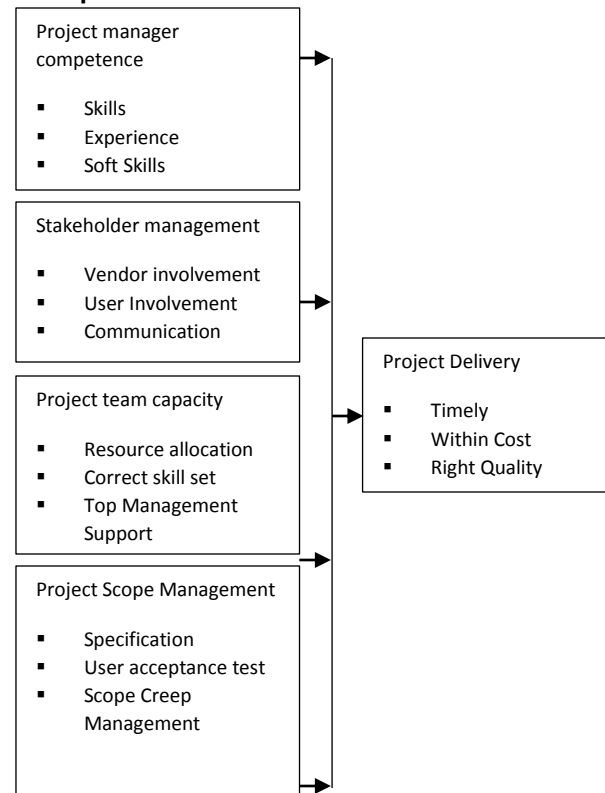 Project manager
competence
▪ Skills
▪ Experience
▪ Soft Skills
Stakeholder management
▪ Vendor involvement
▪ User Involvement
▪ Communication
Project team capacity
▪ Resource allocation
▪ Correct skill set
▪ Top Management
Support
Project Scope Management
▪ Specification
▪ User acceptance test
▪ Scope Creep
Management
Project Delivery
▪ Timely
▪ Within Cost
▪ Right Quality